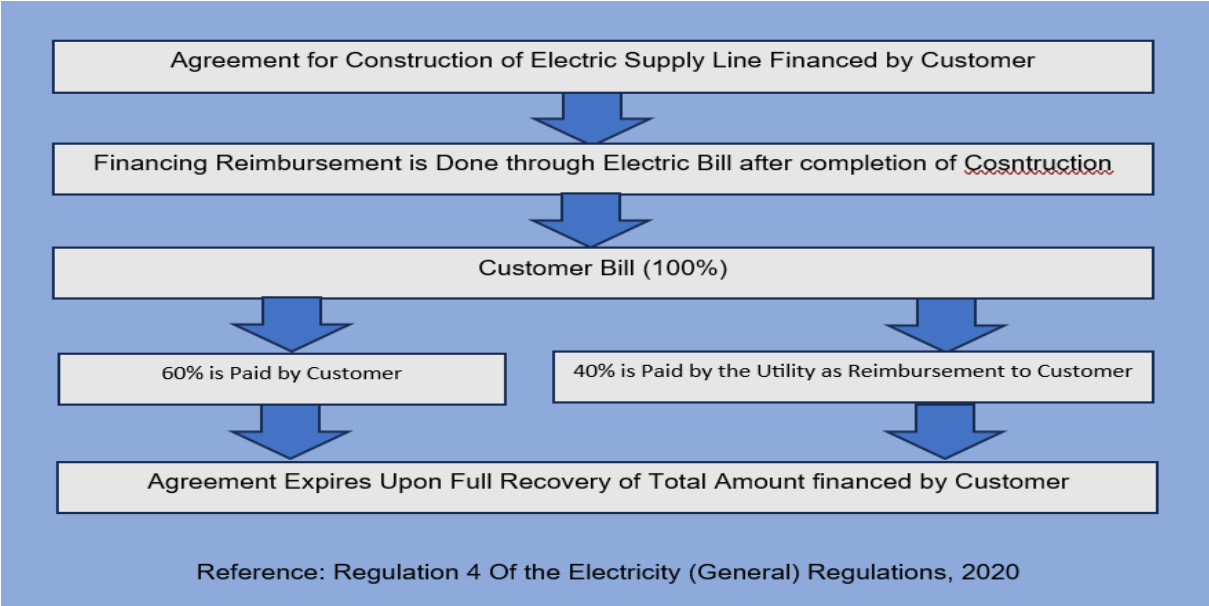 Agreement for Construction of Electric Supply Line Financed by Customer
Financing Reimbursement is Done through Electric Bill after completion of Cosntruction
Customer Bill (100%)
60% is Paid by Customer
40% is Paid by the Utility as Reimbursement to Customer
Agreement Expires Upon Full Recovery of Total Amount financed by Customer
Reference: Regulation 4 Of the Electricity (General) Regulations, 2020